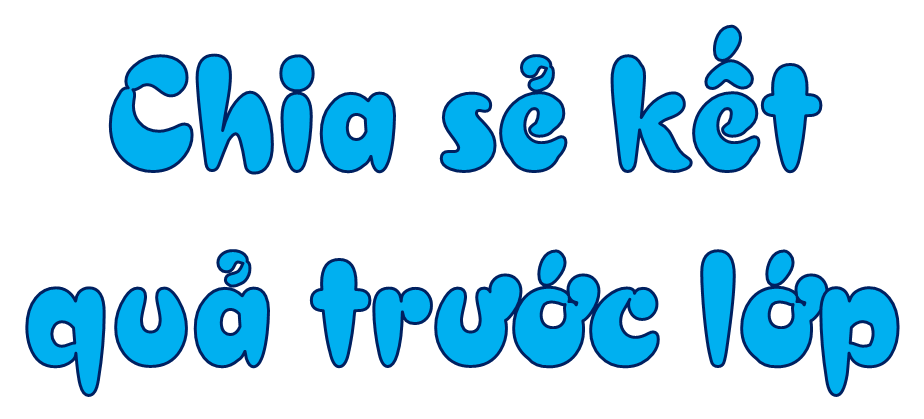 Chia sẻ kết
quả trước lớp